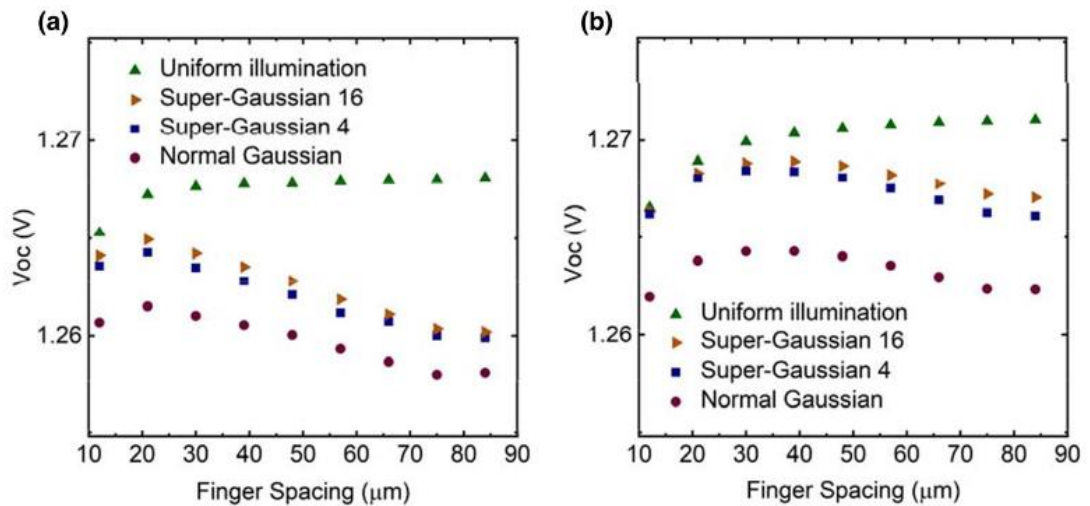 (a)
Uniform illumination
Super-Gaussian 16
Super-Gaussian 4
Normal Gaussian
1.27
1.26
Voc (V)
10 20 30 40 50 60 70 80 90
Finger Spacing (μm)
(b)
1.27
1.26
Voc (V)
Uniform illumination
Super-Gaussian 16
Super-Gaussian 4
Normal Gaussian
10 20 30 40 50 60 70 80 90
Finger Spacing (μm)